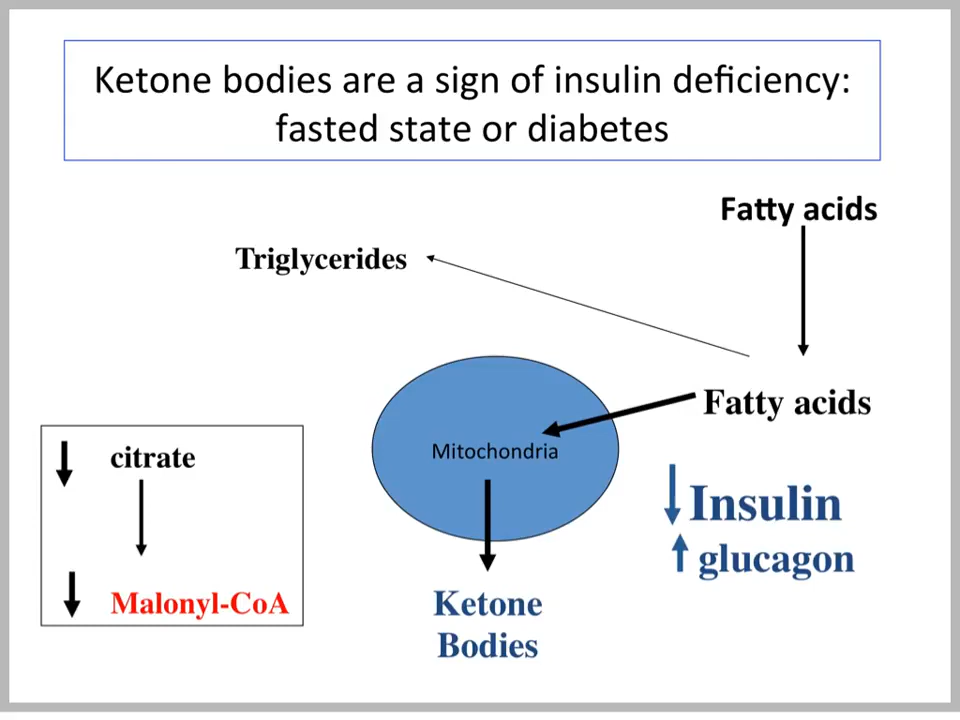 Ketone bodies are a sign of insulin deficiency:
fasted state or diabetes
Fatty acids
Triglycerides
Fatty acids
Mitochondria
citrate
Insulin
glucagon
Malonyl-CoA
Ketone
Bodies